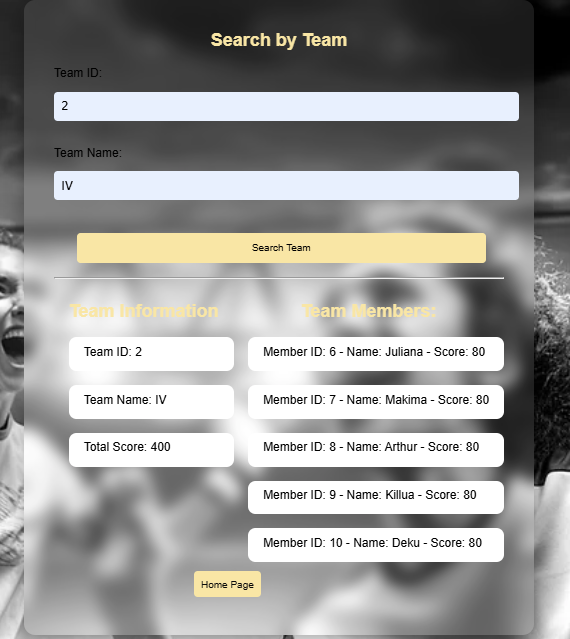 Search by Team
Team ID:
2
Team Name:
IV
Search Team
Team Information
Team ID: 2
Team Name: IV
Total Score: 400
Team Members:
Member ID: 6 - Name: Juliana - Score: 80
Member ID: 7 - Name: Makima - Score: 80
Member ID: 8 - Name: Arthur - Score: 80
Member ID: 9 - Name: Killua - Score: 80
Member ID: 10 - Name: Deku - Score: 80
Home Page